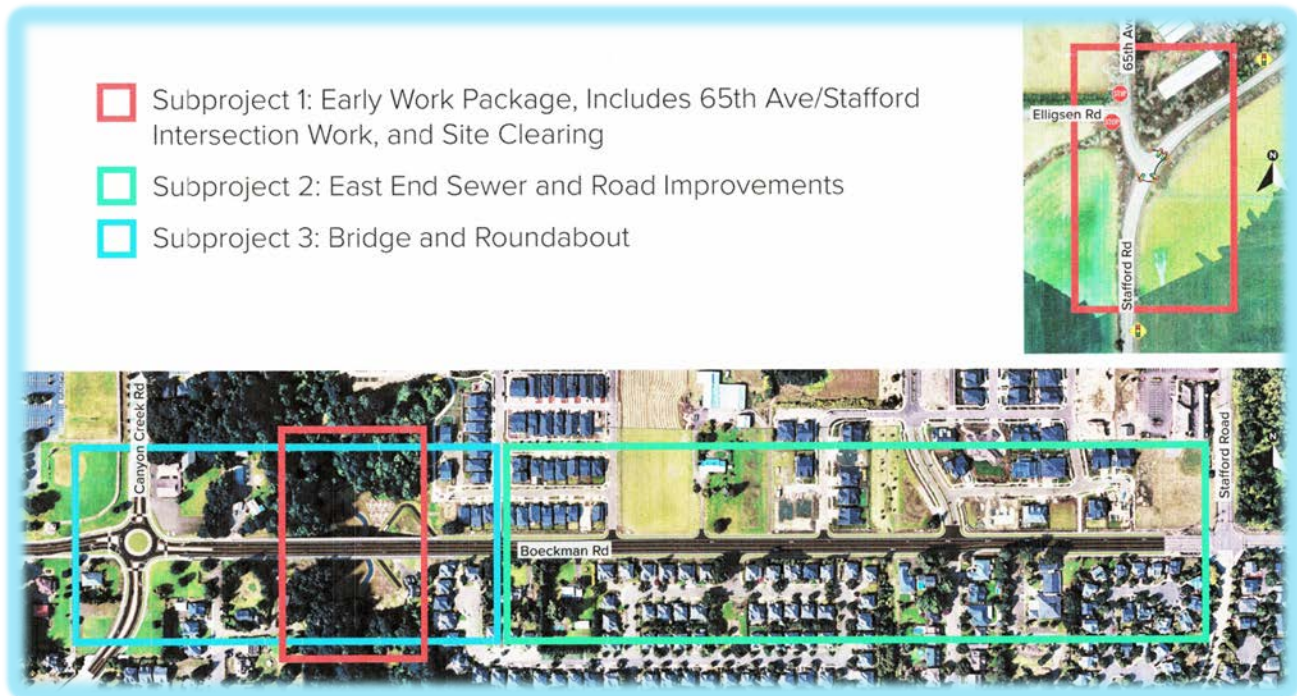 Subproject 1: Early Work Package, Includes 65th Ave/Stafford
Intersection Work, and Site Clearing
Subproject 2: East End Sewer and Road Improvements
Subproject 3: Bridge and Roundabout
65th Ave
STOP
Elligsen Rd
STOP
N
Stafford Rd
Canyon Creek Rd
Stafford Road
Boeckman Rd